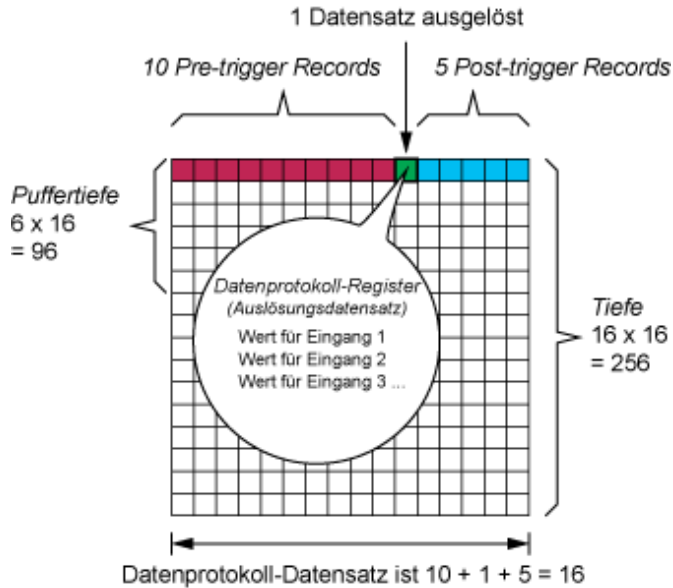 1 Datensatz ausgelöst
10 Pre-trigger Records
5 Post-trigger Records
Puffertiefe
6 x 16
= 96
Datenprotokoll-Register
(Auslösungsdatensatz)
Wert für Eingang 1
Wert für Eingang 2
Wert für Eingang 3 ...
Tiefe
16 x 16
= 256
Datenprotokoll-Datensatz ist 10 + 1 + 5 = 16